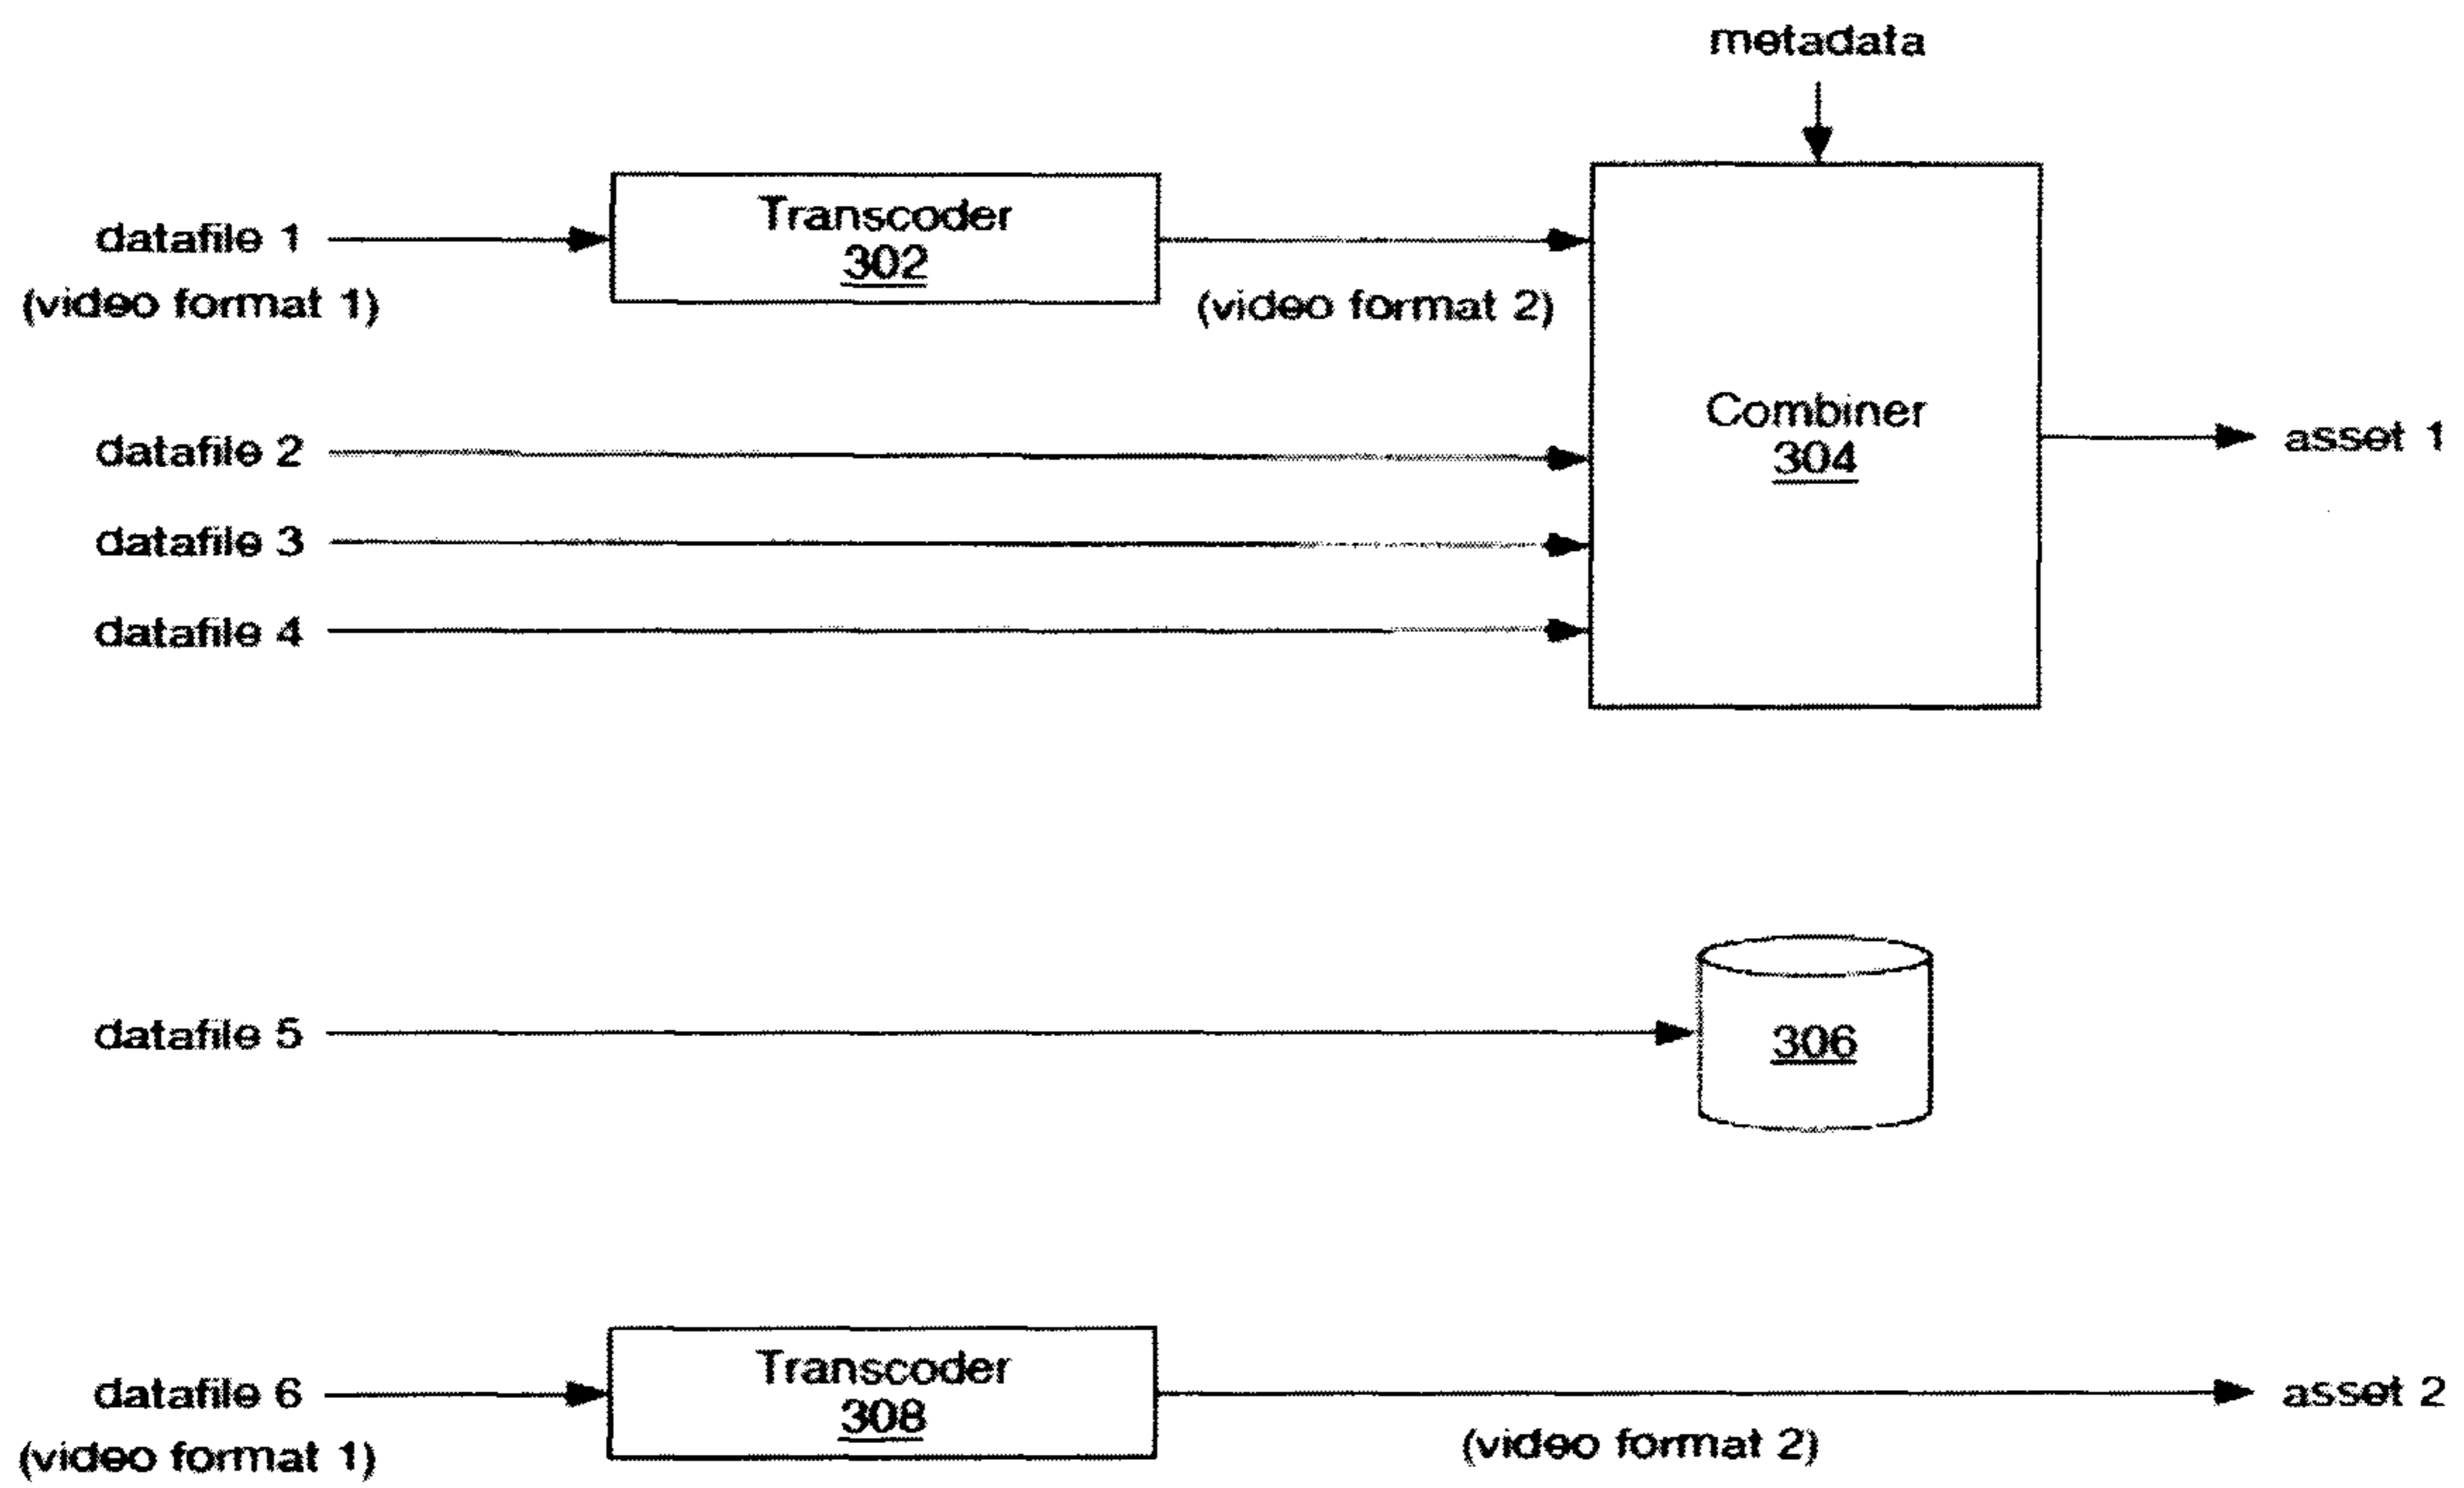 metadata
datafile 1
(video format 1)
Transcoder
302
(video format 2)
datafile 2
datafile 3
datafile 4
Combiner
304
asset 1
datafile 5
306
datafile 6
(video format 1)
Transcoder
308
(video format 2)
asset 2